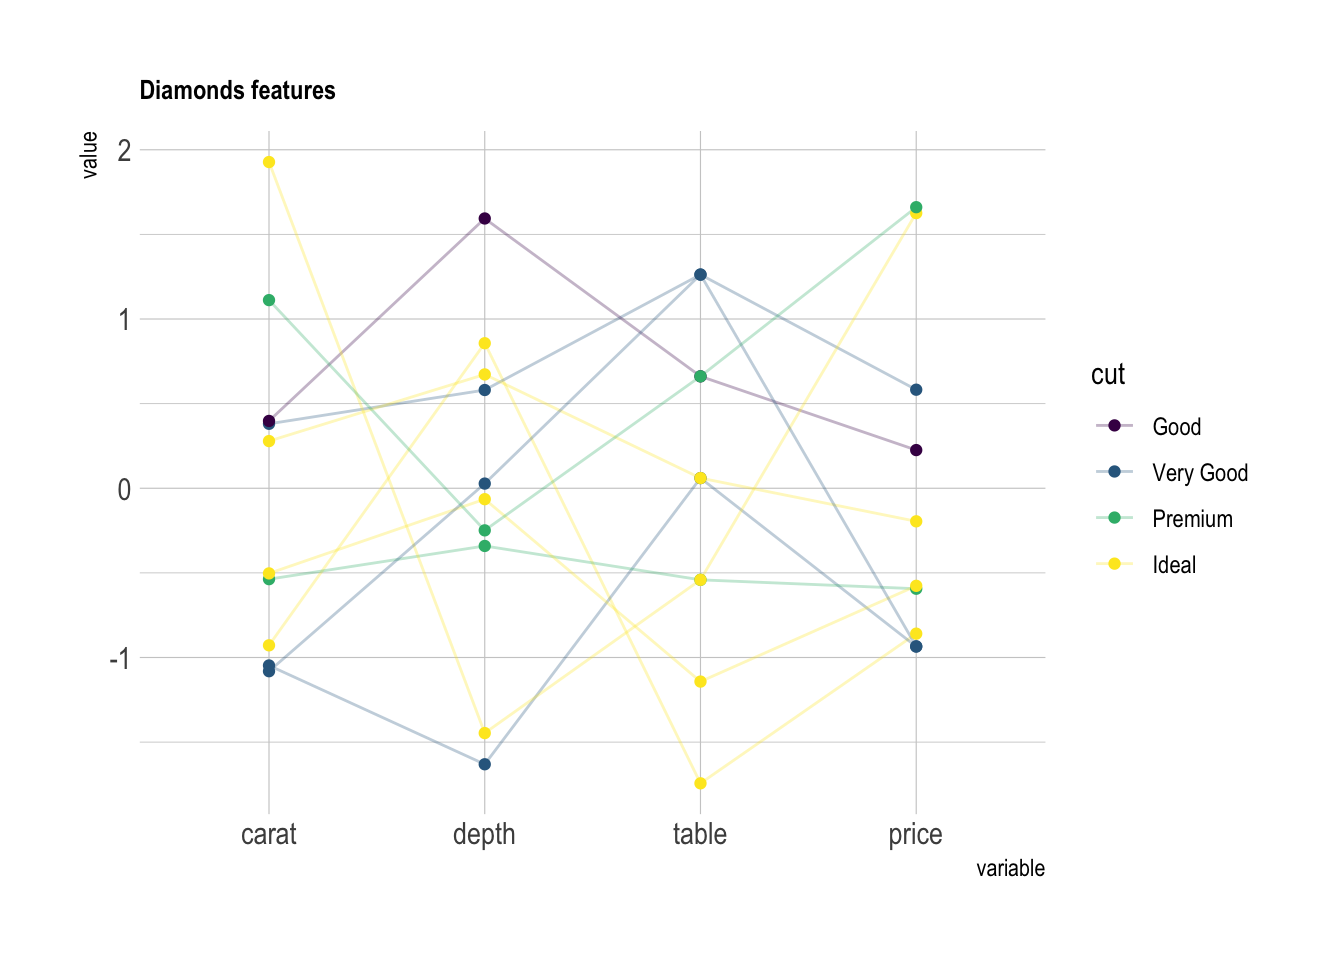 Diamonds features
value
2
1
0
-1
carat depth table price
variable
cut
Good
Very Good
Premium
Ideal